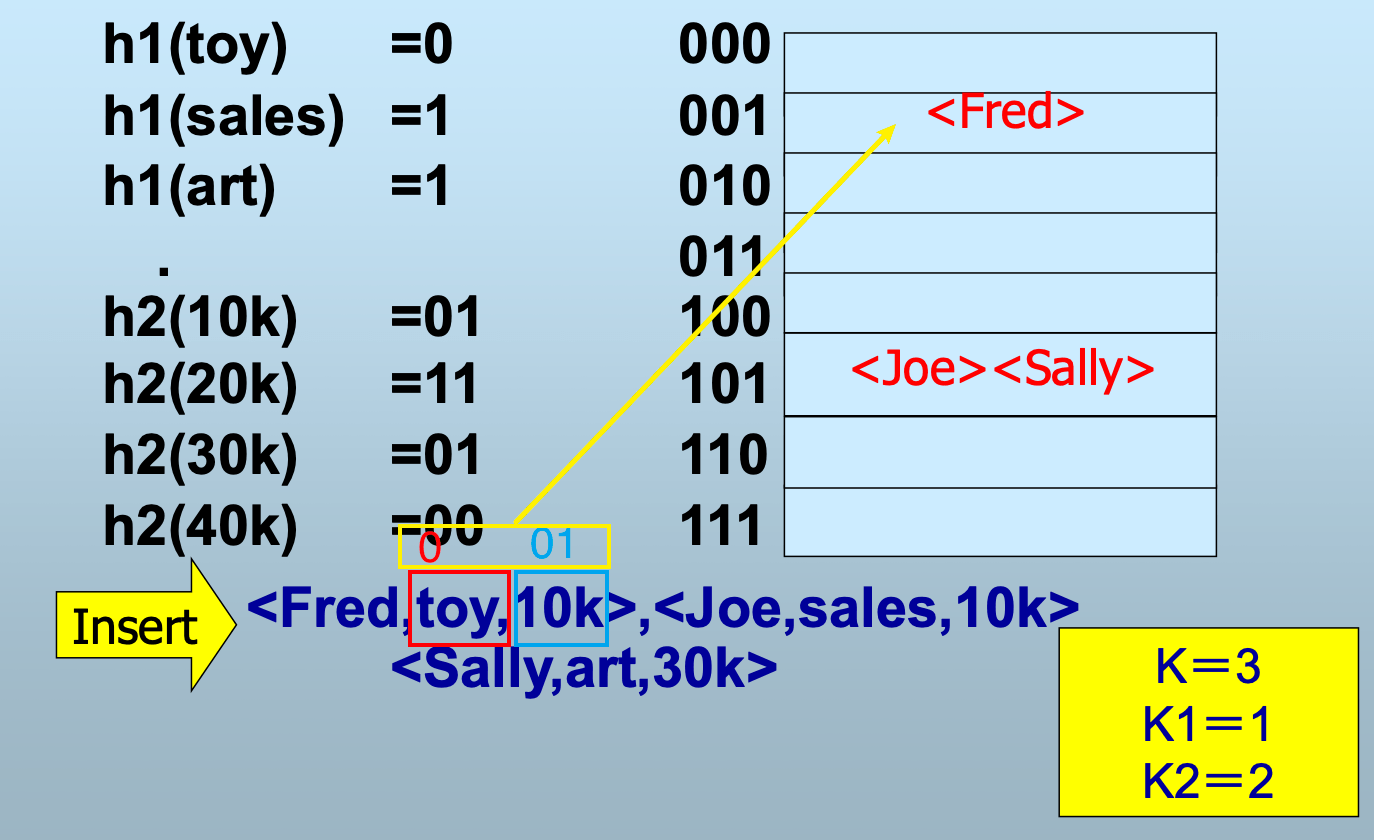 h1(toy) =0 000
h1(sales) =1 001 <Fred>
h1(art) =1 010
. 011
h2(10k) =01 100
h2(20k) =11 101 <Joe><Sally>
h2(30k) =01 110
h2(40k) =00 111
0 01
Insert <Fred,toy,10k>,<Joe,sales,10k>
<Sally,art,30k>
K＝3
K1＝1
K2＝2